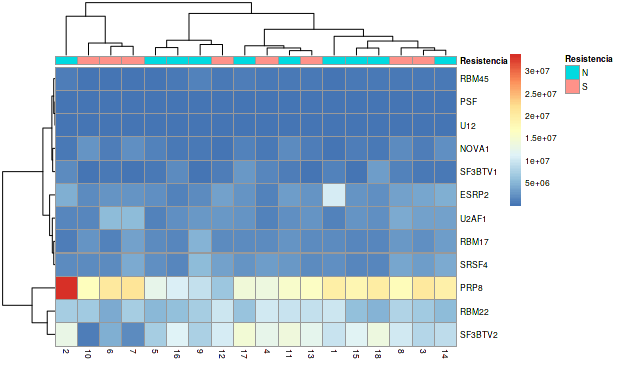 Resistencia
RBM45
PSF
U12
NOVA1
SF3BTV1
ESRP2
U2AF1
RBM17
SRSF4
PRP8
RBM22
SF3BTV2
2 10 6 7 5 16 9 12 17 4 11 13 1 15 18 8 3 14
3e+07
2.5e+07
2e+07
1.5e+07
1e+07
5e+06
Resistencia
N
S